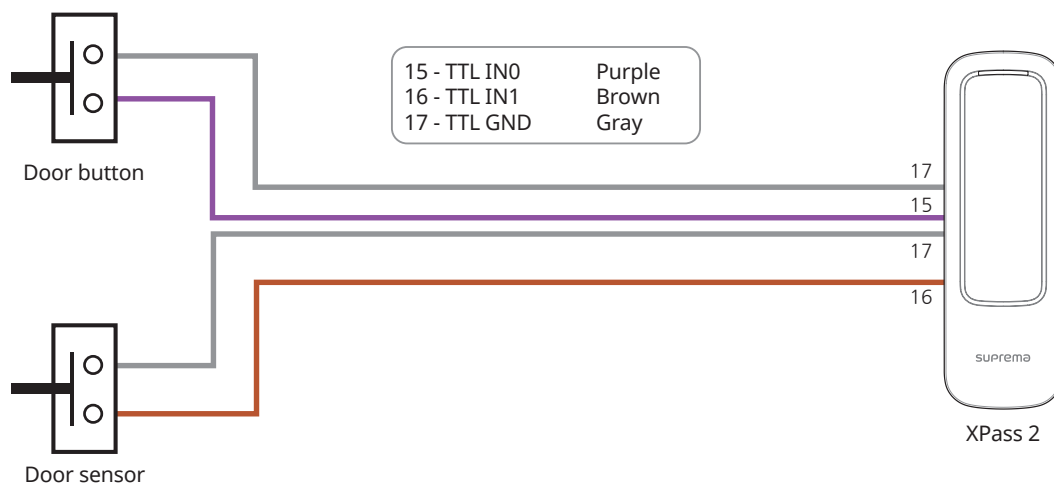 15 - TTL IN0 Purple
16 - TTL IN1 Brown
17 - TTL GND Gray
Door button
17
15
17
16
suprema
XPass 2
Door sensor